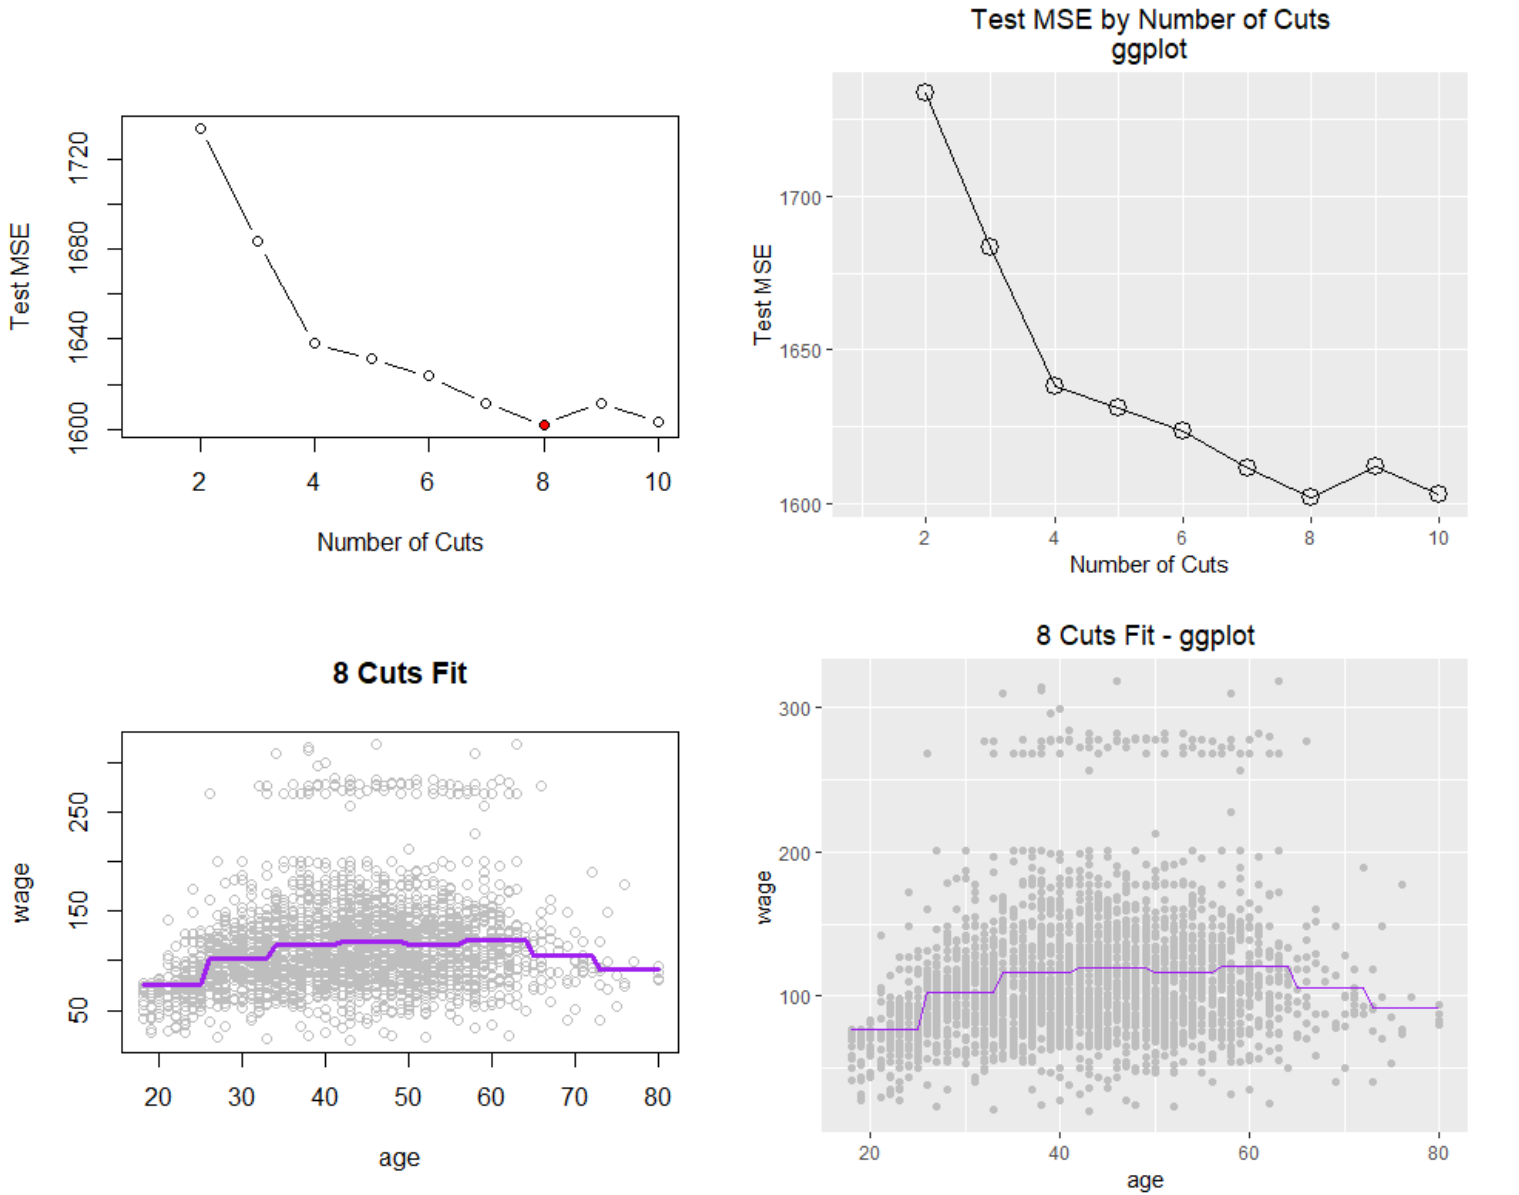 1600 1640 1680 1720
Test MSE
2 4 6 8 10
Number of Cuts
Test MSE by Number of Cuts
ggplot
1700
1650
1600
Test MSE
2 4 6 8 10
Number of Cuts
8 Cuts Fit
50 150 250
wage
20 30 40 50 60 70 80
age
8 Cuts Fit - ggplot
300
200
100
wage
20 40 60 80
age